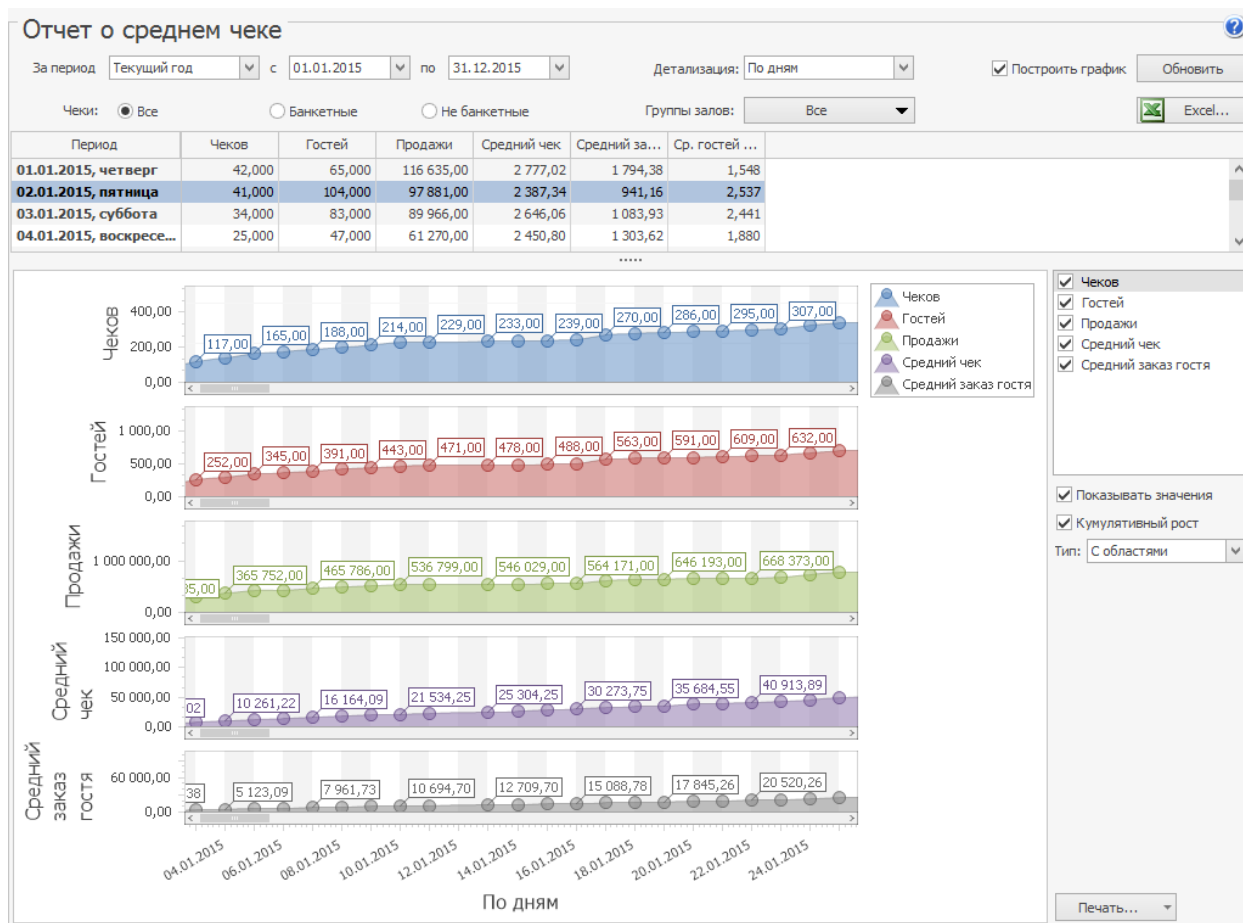 Отчет о среднем чеке
За период Текущий год с 01.01.2015 по 31.12.2015 Детализация: По дням Построить график Обновить
Чеки: Все Банкетные Не банкетные Группы залов: Все Excel...
Период Чеков Гостей Продажи Средний чек Средний за... Ср. гостей ...
01.01.2015, четверг 42,000 65,000 116 635,00 2 777,02 1 794,38 1,548
02.01.2015, пятница 41,000 104,000 97 881,00 2 387,34 941,16 2,537
03.01.2015, суббота 34,000 83,000 89 966,00 2 646,06 1 083,93 2,441
04.01.2015, воскресе... 25,000 47,000 61 270,00 2 450,80 1 303,62 1,880
Чеков
400,00
200,00
0,00
117,00 165,00 188,00 214,00 229,00 233,00 239,00 270,00 286,00 295,00 307,00
Чеков
Гостей
Продажи
Средний чек
Средний заказ гостя
Гостей
1 000,00
500,00
0,00
252,00 345,00 391,00 443,00 471,00 478,00 488,00 563,00 591,00 609,00 632,00
Продажи
1 000 000,00
0,00
35,00 365 752,00 465 786,00 536 799,00 546 029,00 564 171,00 646 193,00 668 373,00
Средний
чек
150 000,00
100 000,00
50 000,00
0,00
02 10 261,22 16 164,09 21 534,25 25 304,25 30 273,75 35 684,55 40 913,89
Средний
заказ
гостя
60 000,00
0,00
38 5 123,09 7 961,73 10 694,70 12 709,70 15 088,78 17 845,26 20 520,26
04.01.2015 06.01.2015 08.01.2015 10.01.2015 12.01.2015 14.01.2015 16.01.2015 18.01.2015 20.01.2015 22.01.2015 24.01.2015
По дням
Чеков
Гостей
Продажи
Средний чек
Средний заказ гостя
Показывать значения
Кумулятивный рост
Тип: С областями
Печать...